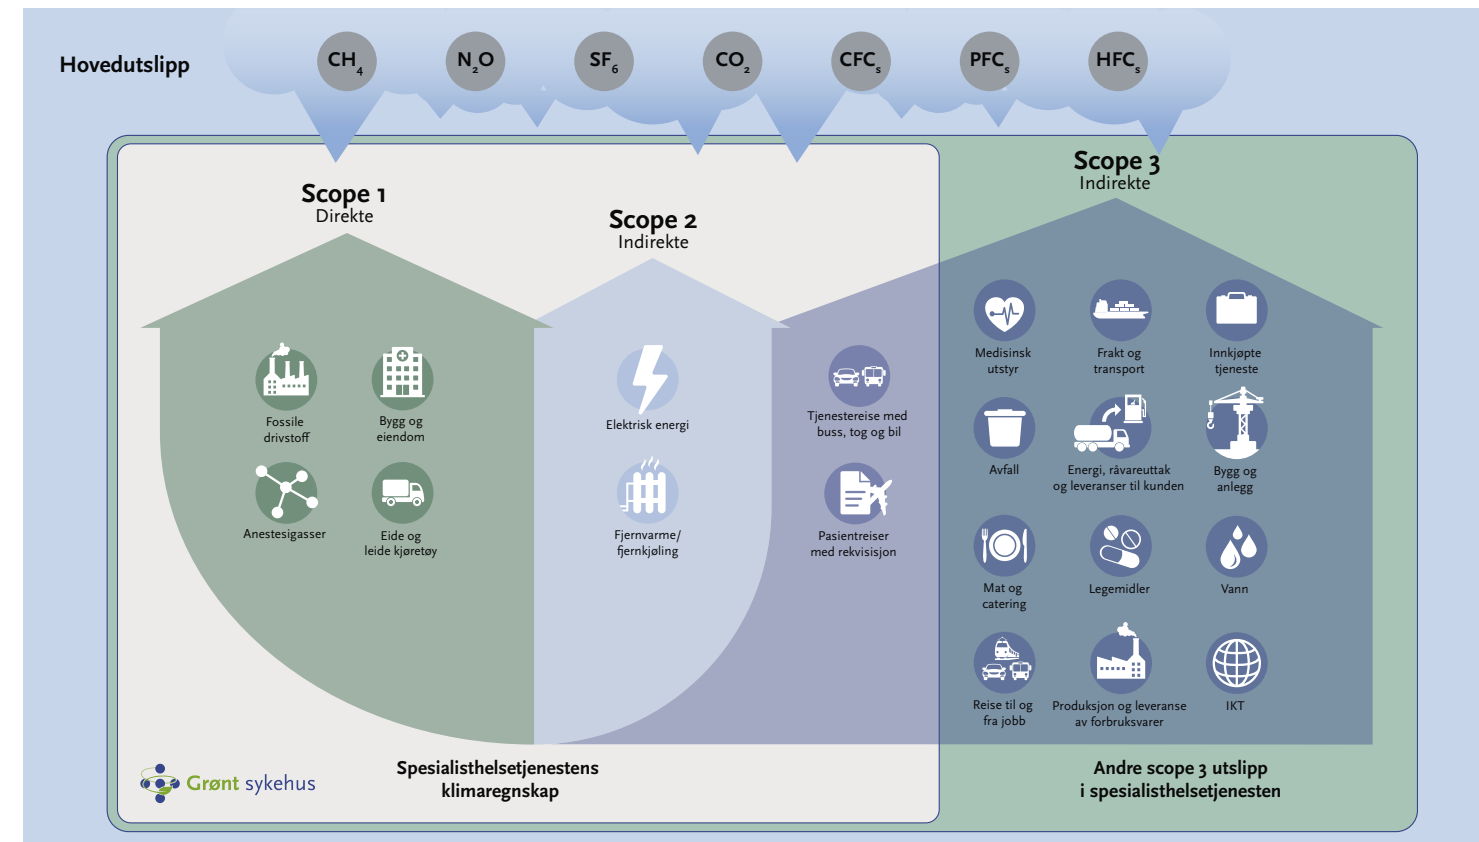 Hovedutslipp
CH₄
N₂O
SF₆
CO₂
CFCₛ
PFCₛ
HFCₛ
Scope 1
Direkte
Fossile
drivstoff
Bygg og
eiendom
Anestesigasser
Eide og
leide kjøretøy
Scope 2
Indirekte
Elektrisk energi
Fjernvarme/
fjernkjøling
Scope 3
Indirekte
Tjenestereise med
buss, tog og bil
Pasientreiser
med rekvisisjon
Medisinsk
utstyr
Frakt og
transport
Innkjøpte
tjeneste
Avfall
Energi, råvareuttak
og leveranser til kunden
Bygg og
anlegg
Mat og
catering
Legemidler
Vann
Reise til og
fra jobb
Produksjon og leveranse
av forbruksvarer
IKT
Grønt sykehus
Spesialisthelsetjenestens
klimaregnskap
Andre scope 3 utslipp
i spesialisthelsetjenesten